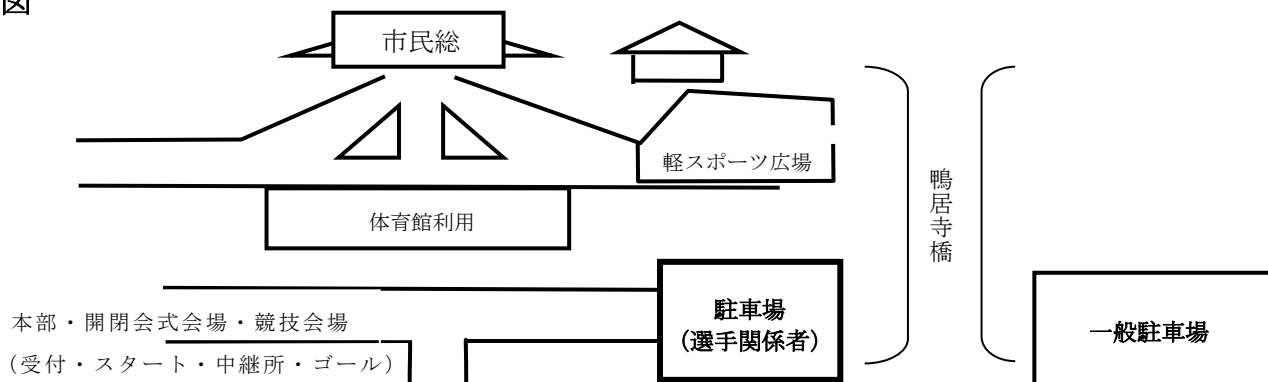 図
市民総
軽スポーツ広場
体育館利用
鴨居寺橋
駐車場
(選手関係者)
一般駐車場
本部・開閉会式会場・競技会場
(受付・スタート・中継所・ゴール)